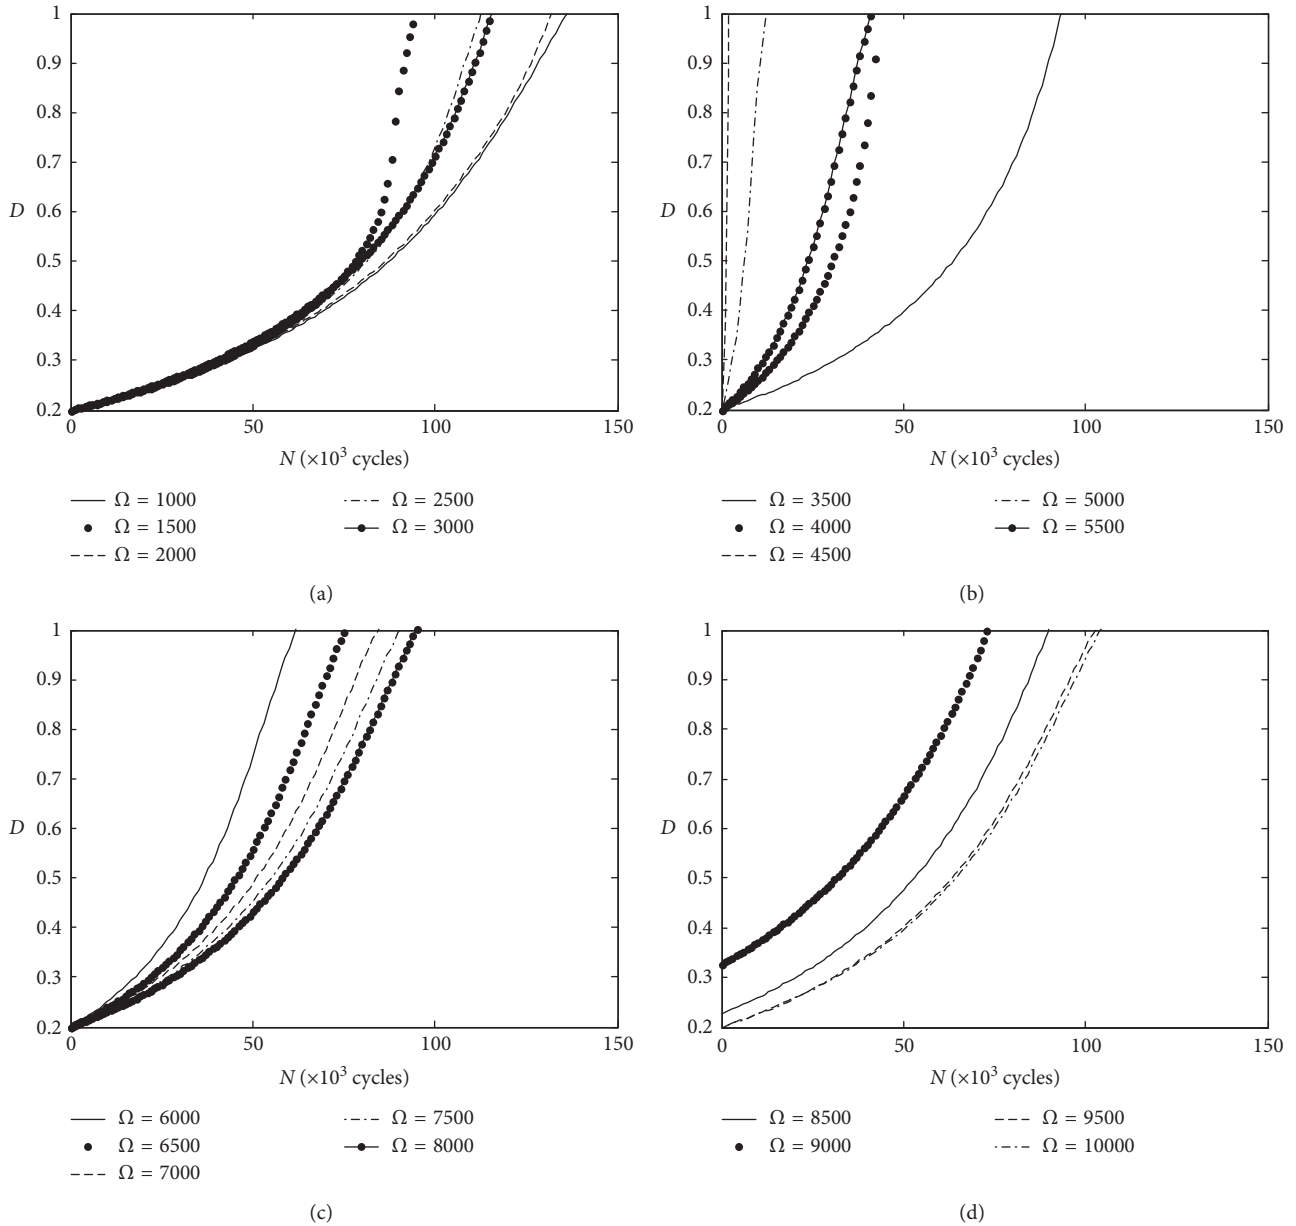 1
0.9
0.8
0.7
D 0.6
0.5
0.4
0.3
0.2
0 50 100 150
N (×10³ cycles)
Ω = 1000
Ω = 1500
Ω = 2000
Ω = 2500
Ω = 3000
(a)
1
0.9
0.8
0.7
D 0.6
0.5
0.4
0.3
0.2
0 50 100 150
N (×10³ cycles)
Ω = 3500
Ω = 4000
Ω = 4500
Ω = 5000
Ω = 5500
(b)
1
0.9
0.8
0.7
D 0.6
0.5
0.4
0.3
0.2
0 50 100 150
N (×10³ cycles)
Ω = 6000
Ω = 6500
Ω = 7000
Ω = 7500
Ω = 8000
(c)
1
0.9
0.8
0.7
D 0.6
0.5
0.4
0.3
0.2
0 50 100 150
N (×10³ cycles)
Ω = 8500
Ω = 9000
Ω = 9500
Ω = 10000
(d)